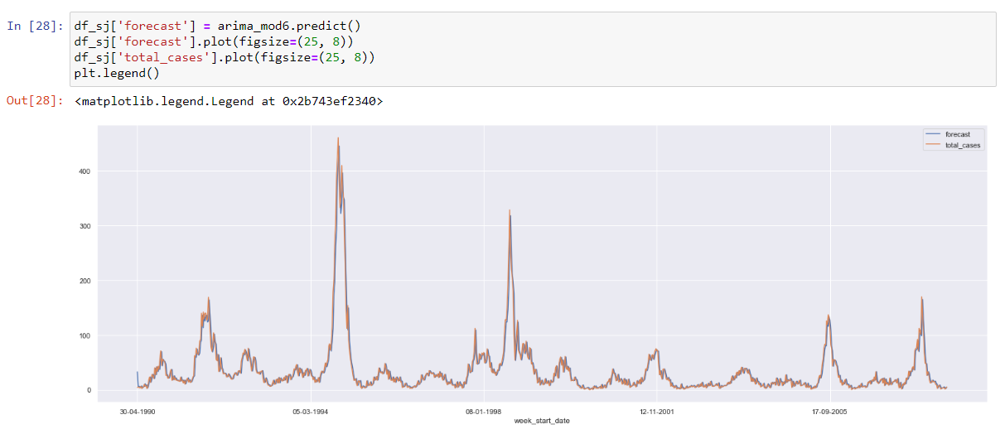 In [28]: df_sj['forecast'] = arima_mod6.predict()
df_sj['forecast'].plot(figsize=(25, 8))
df_sj['total_cases'].plot(figsize=(25, 8))
plt.legend()
Out[28]: <matplotlib.legend.Legend at 0x2b743ef2340>
forecast
total_cases
400
300
200
100
0
30-04-1990 05-03-1994 08-01-1998 12-11-2001 17-09-2005
week_start_date